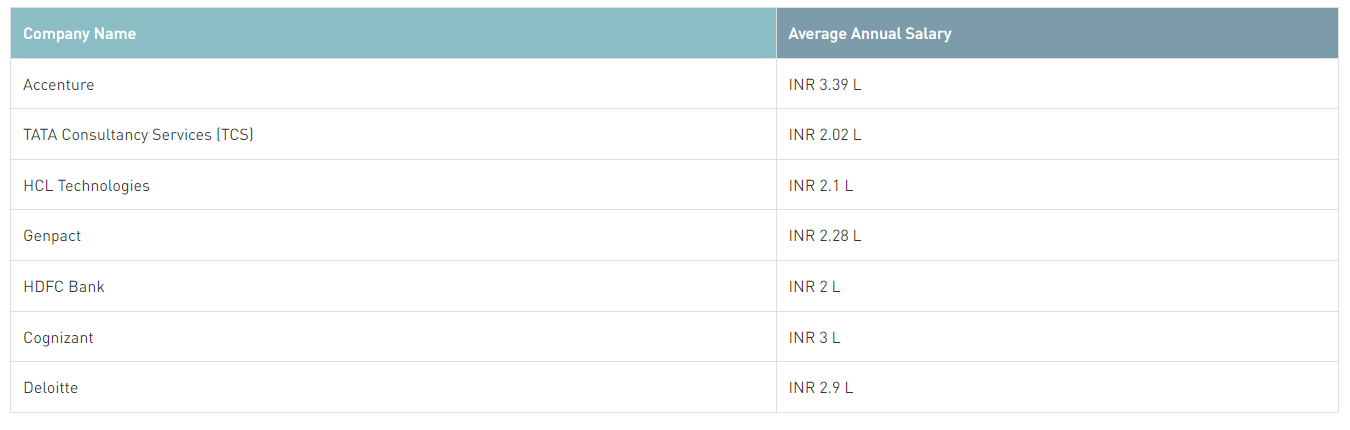 Company Name Average Annual Salary
Accenture INR 3.39 L
TATA Consultancy Services (TCS) INR 2.02 L
HCL Technologies INR 2.1 L
Genpact INR 2.28 L
HDFC Bank INR 2 L
Cognizant INR 3 L
Deloitte INR 2.9 L